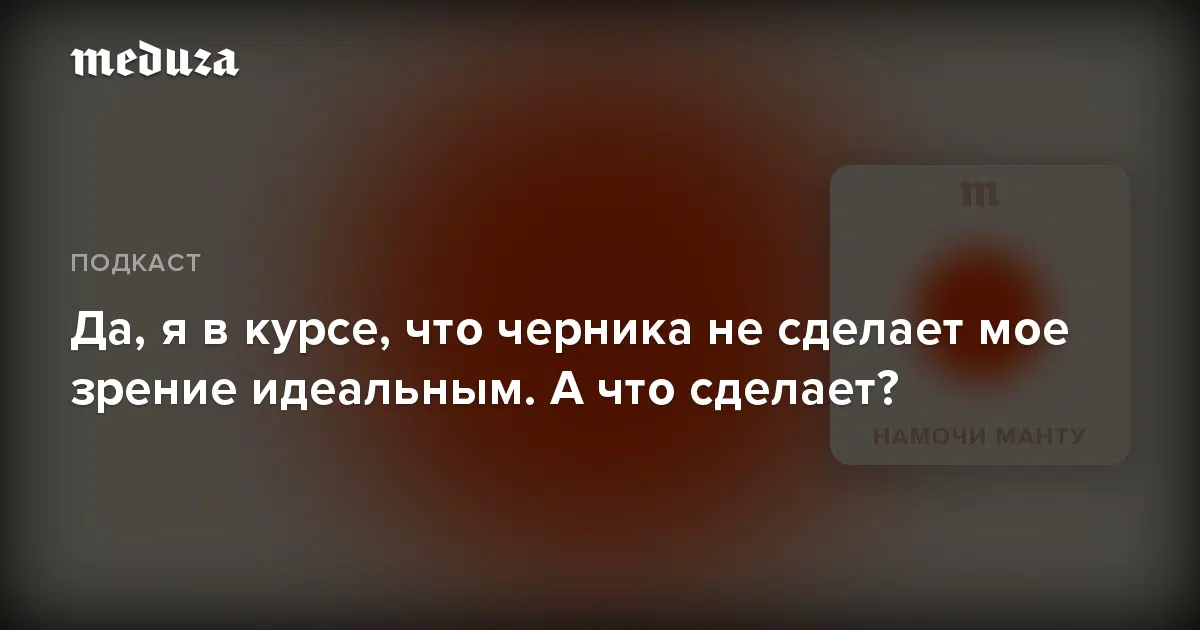 meduza
ПОДКАСТ
Да, я в курсе, что черника не сделает мое
зрение идеальным. А что сделает?
m
НАМОЧИ МАНТУ